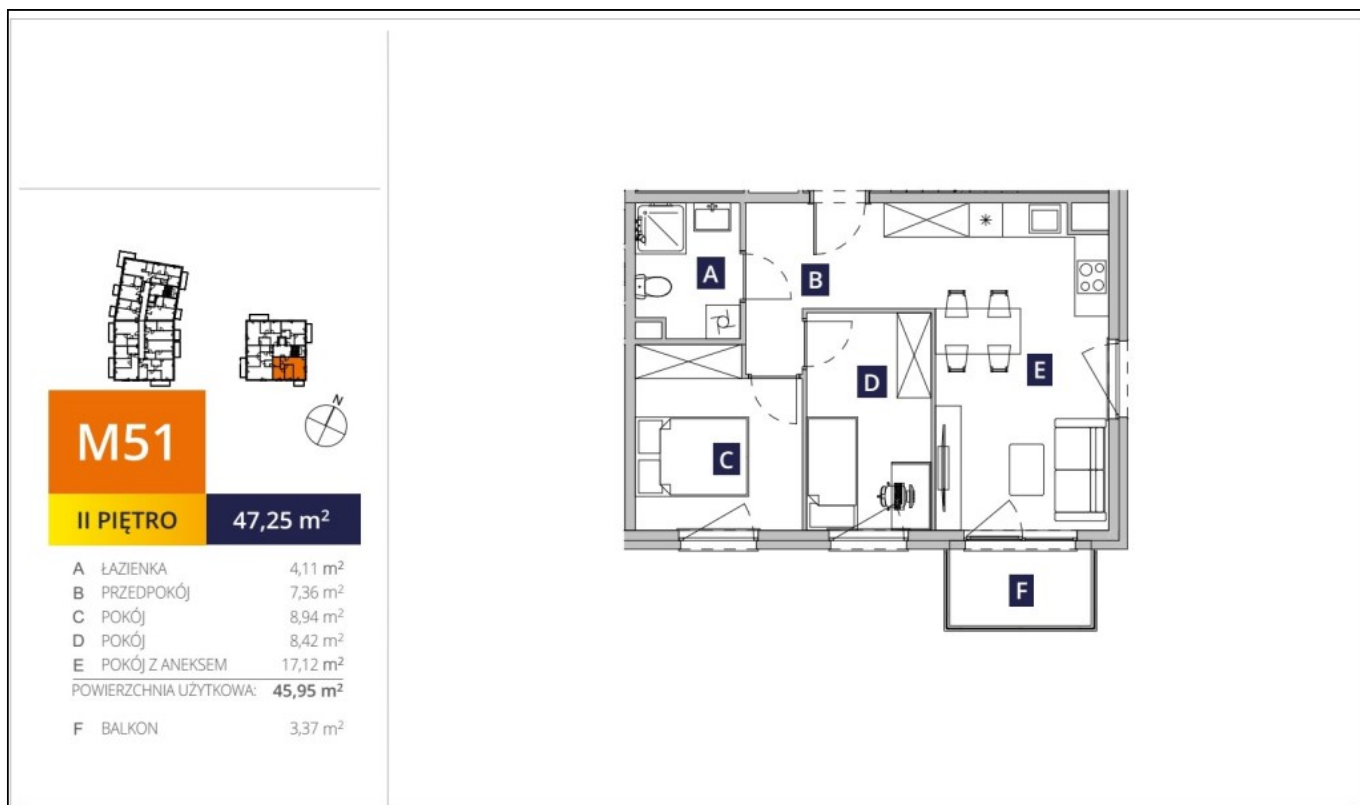 N
M51
II PIĘTRO 47,25 m²
A ŁAZIENKA 4,11 m²
B PRZEDPOKÓJ 7,36 m²
C POKÓJ 8,94 m²
D POKÓJ 8,42 m²
E POKÓJ Z ANEKSEM 17,12 m²
POWIERZCHNIA UŻYTKOWA: 45,95 m²
F BALKON 3,37 m²
A
B
C
D
E
F